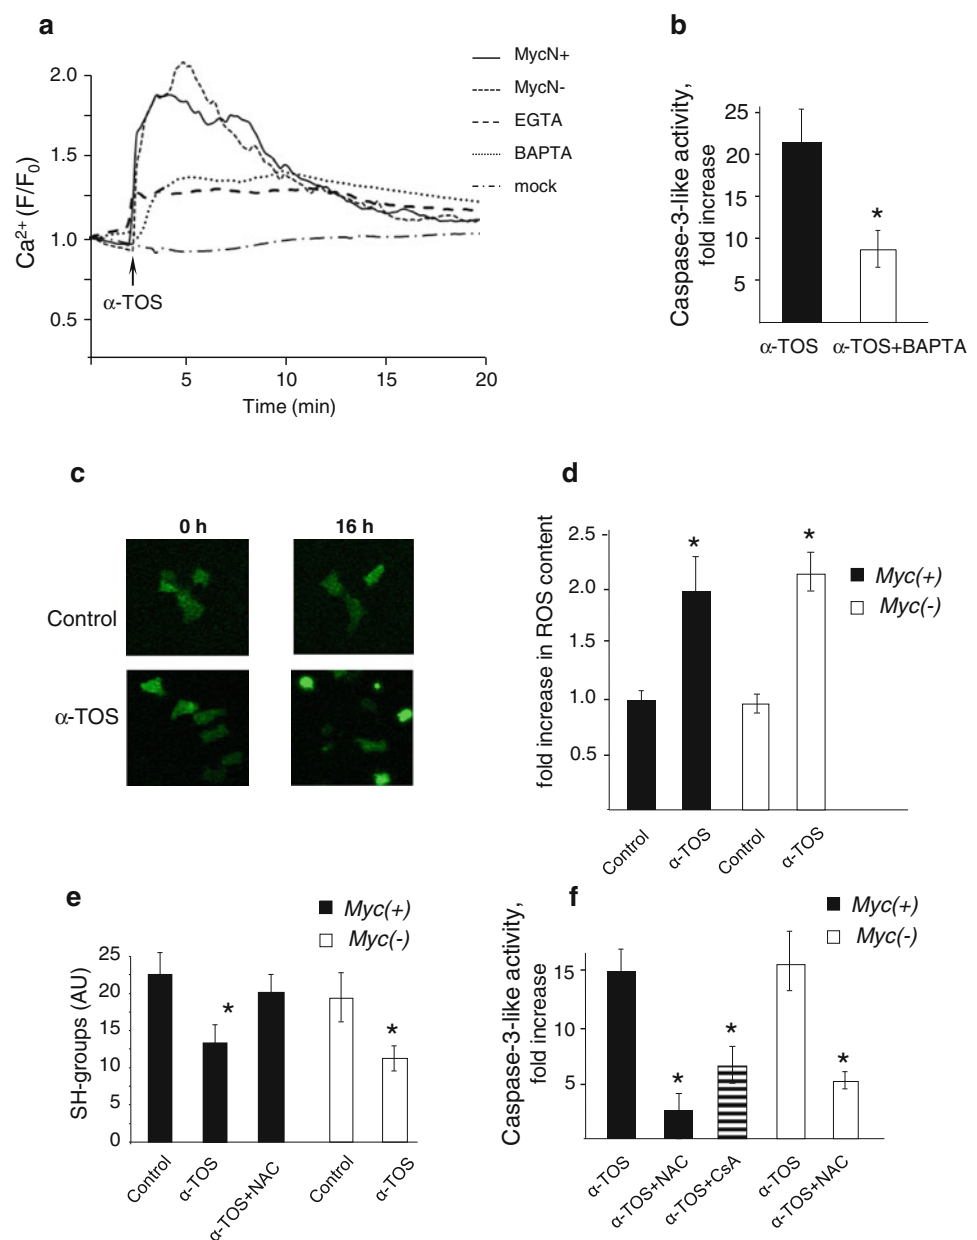 a
MycN+
MycN-
EGTA
BAPTA
mock
2.0
1.5
1.0
0.5
Ca2+ (F/F0)
α-TOS
5
10
15
20
Time (min)
b
Caspase-3-like activity,
fold increase
25
20
15
10
5
*
α-TOS
α-TOS+BAPTA
c
0 h
16 h
Control
α-TOS
d
fold increase in ROS content
2.5
2.0
1.5
1.0
0.5
*
*
Myc(+)
Myc(-)
Control
α-TOS
Control
α-TOS
e
Myc(+)
Myc(-)
SH-groups (AU)
25
20
15
10
5
0
*
*
Control
α-TOS
α-TOS+NAC
Control
α-TOS
f
Myc(+)
Myc(-)
Caspase-3-like activity,
fold increase
15
10
5
*
*
*
α-TOS
α-TOS+NAC
α-TOS+CsA
α-TOS
α-TOS+NAC